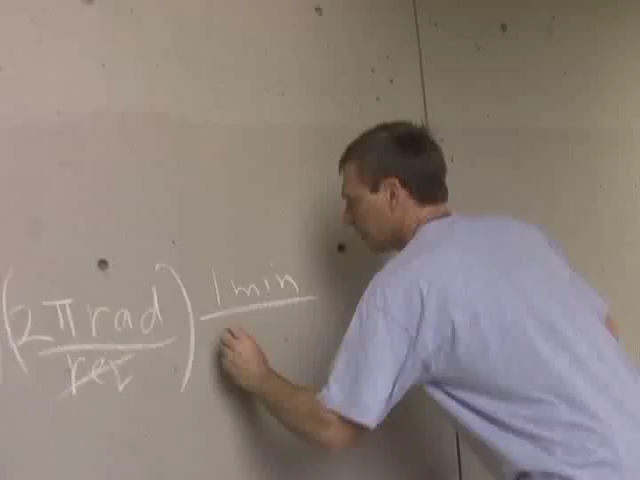 (2π rad) 1 min
rev